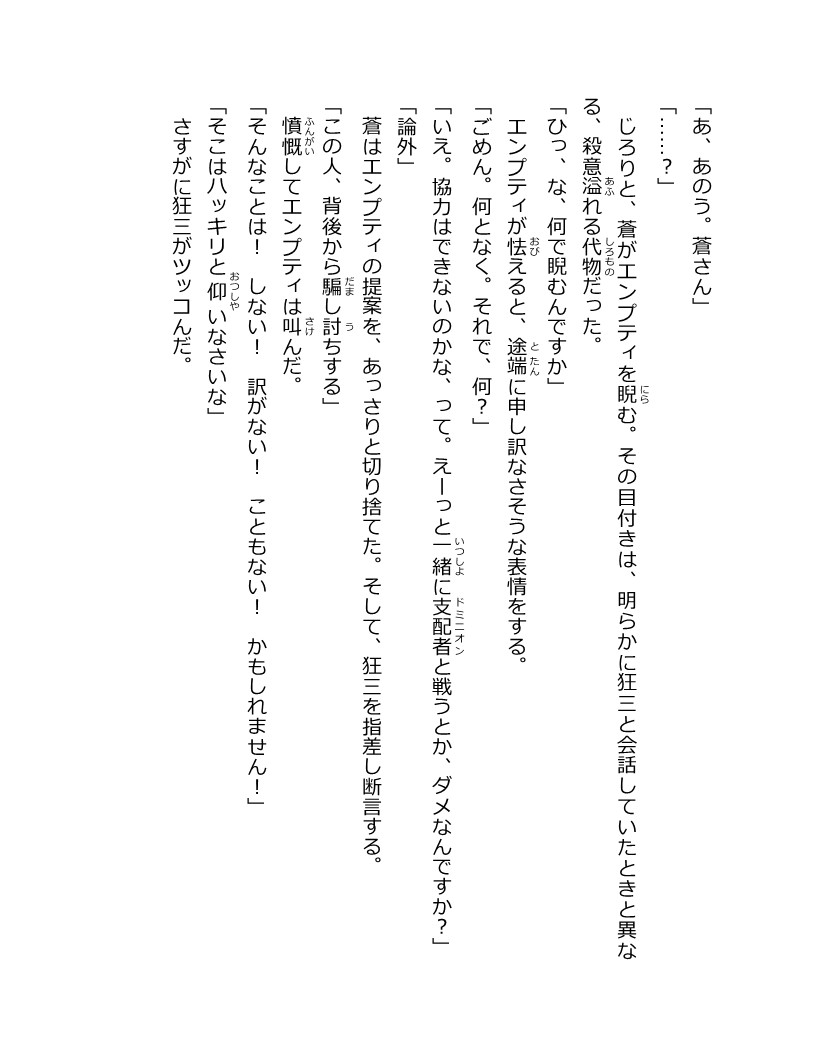 「あ、あのう。蒼さん」
「……？」
　じろりと、蒼がエンプティを睨む。その目付きは、明らかに狂三と会話していたときと異な
る、殺意溢れる代物だった。
「ひっ、な、何で睨むんですか」
　エンプティが怯えると、途端に申し訳なさそうな表情をする。
「ごめん。何となく。それで、何？」
「いえ。協力はできないのかな、って。えーっと一緒に支配者と戦うとか、ダメなんですか？」
「論外」
　蒼はエンプティの提案を、あっさりと切り捨てた。そして、狂三を指差し断言する。
「この人、背後から騙し討ちする」
　憤慨してエンプティは叫んだ。
「そんなことは！　しない！　訳がない！　こともない！　かもしれません！」
「そこはハッキリと仰いなさいな」
　さすがに狂三がツッコんだ。